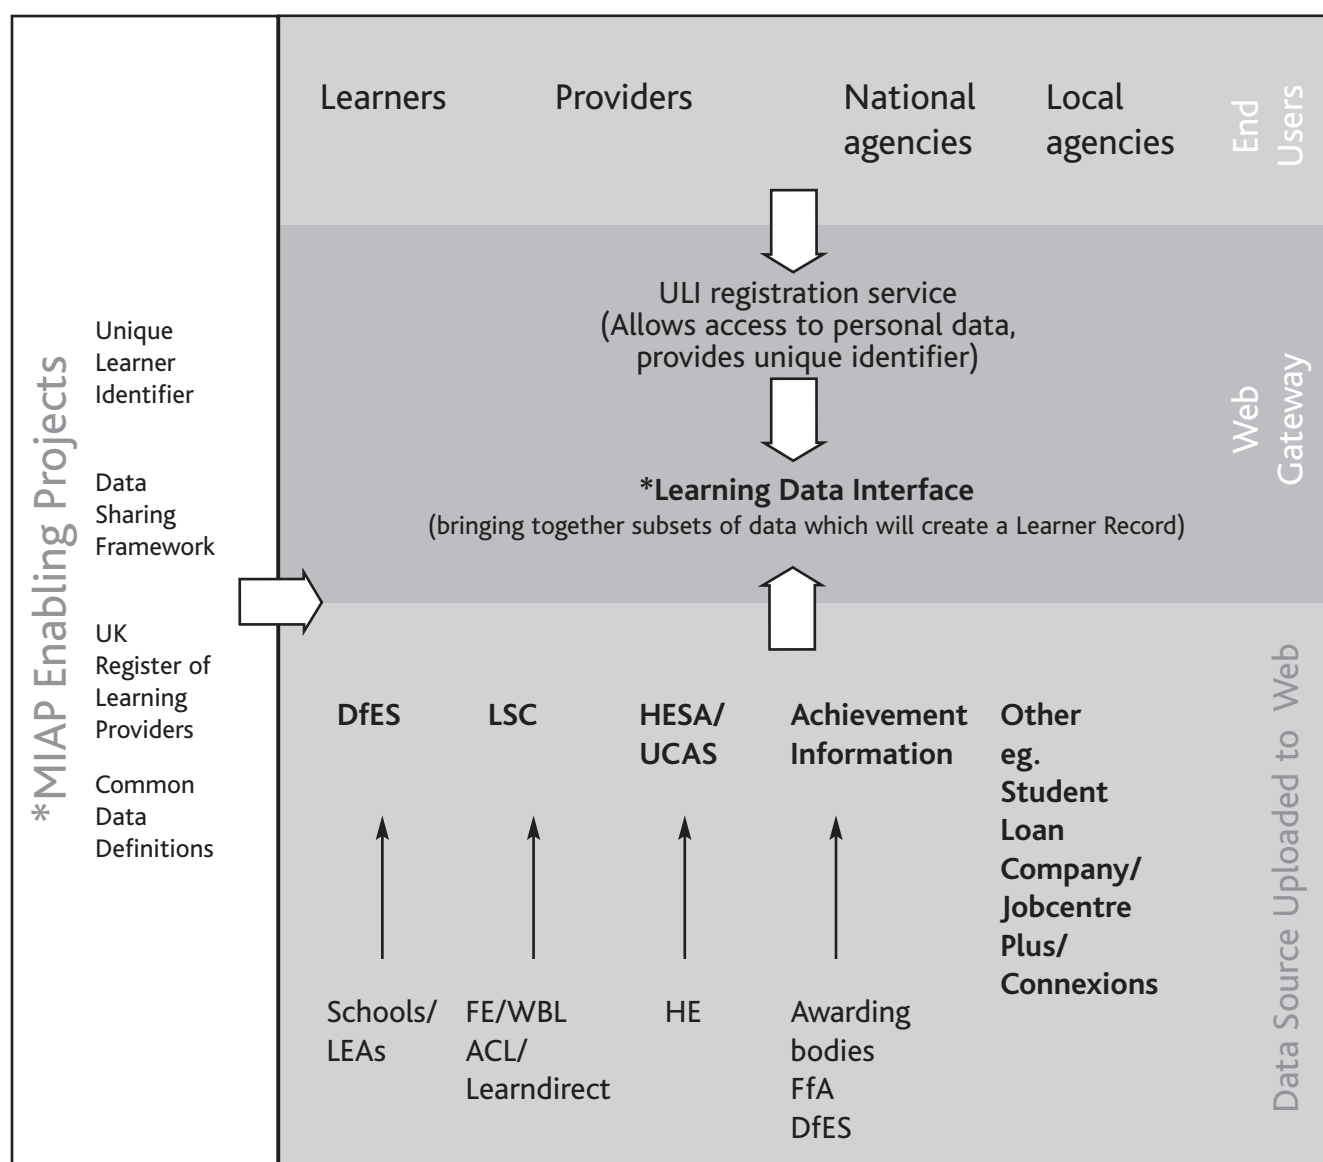 *MIAP Enabling Projects
Unique
Learner
Identifier
Data
Sharing
Framework
UK
Register of
Learning
Providers
Common
Data
Definitions
Learners
Providers
National
agencies
Local
agencies
End
Users
ULI registration service
(Allows access to personal data,
provides unique identifier)
*Learning Data Interface
(bringing together subsets of data which will create a Learner Record)
Web
Gateway
DfES
LSC
HESA/
UCAS
Achievement
Information
Other
eg.
Student
Loan
Company/
Jobcentre
Plus/
Connexions
Schools/
LEAs
FE/WBL
ACL/
Learndirect
HE
Awarding
bodies
FfA
DfES
Data Source Uploaded to Web